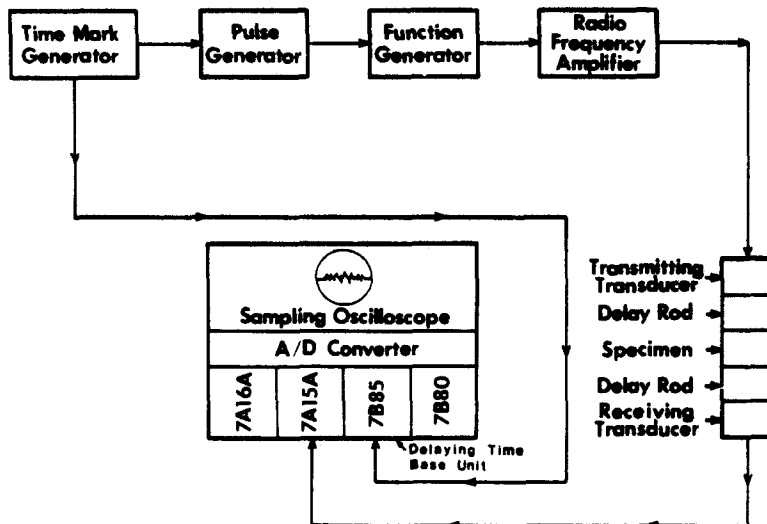 Time Mark
Generator
Pulse
Generator
Function
Generator
Radio
Frequency
Amplifier
Transmitting
Transducer
Delay Rod
Specimen
Delay Rod
Receiving
Transducer
Sampling Oscilloscope
A/D Converter
7A16A
7A15A
7B85
7B80
Delaying Time
Base Unit